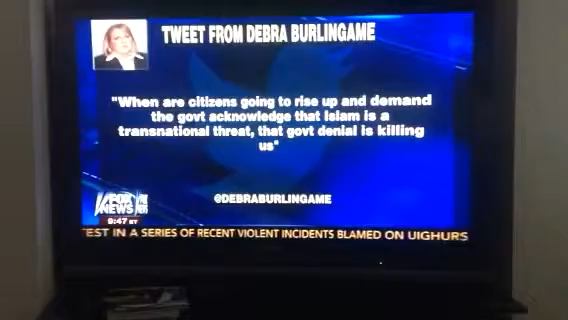 TWEET FROM DEBRA BURLINGAME
"When are citizens going to rise up and demand
the govt acknowledge that Islam is a
transnational threat, that govt denial is killing
us"
@DEBRABURLINGAME
FOX
NEWS
9:47 ET
EST IN A SERIES OF RECENT VIOLENT INCIDENTS BLAMED ON UIGHURS